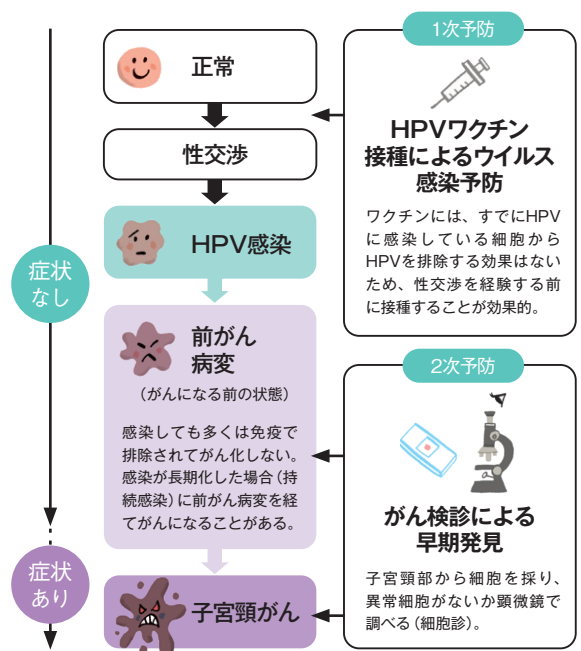 症状
なし
症状
あり
正常
性交渉
HPV感染
前がん
病変
（がんになる前の状態）
感染しても多くは免疫で
排除されてがん化しない。
感染が長期化した場合（持
続感染）に前がん病変を経
てがんになることがある。
子宮頸がん
1次予防
HPVワクチン
接種によるウイルス
感染予防
ワクチンには、すでにHPV
に感染している細胞から
HPVを排除する効果はない
ため、性交渉を経験する前
に接種することが効果的。
2次予防
がん検診による
早期発見
子宮頸部から細胞を採り、
異常細胞がないか顕微鏡で
調べる（細胞診）。